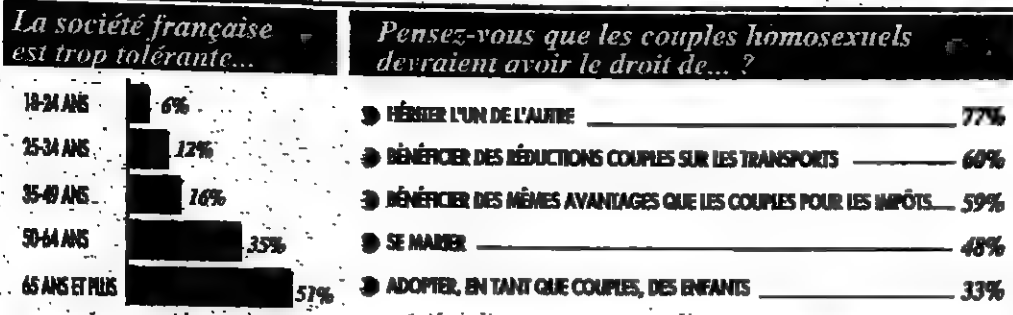 La société française
est trop tolérante...
18-24 ANS 6%
25-34 ANS 12%
35-49 ANS 16%
50-64 ANS 35%
65 ANS ET PLUS 51%
Pensez-vous que les couples homosexuels
devraient avoir le droit de... ?
HÉRITER L'UN DE L'AUTRE 77%
BÉNÉFICIER DES RÉDUCTIONS COUPLES SUR LES TRANSPORTS 60%
BÉNÉFICIER DES MÊMES AVANTAGES QUE LES COUPLES POUR LES IMPÔTS 59%
SE MARIER 48%
ADOPTER, EN TANT QUE COUPLES, DES ENFANTS 33%